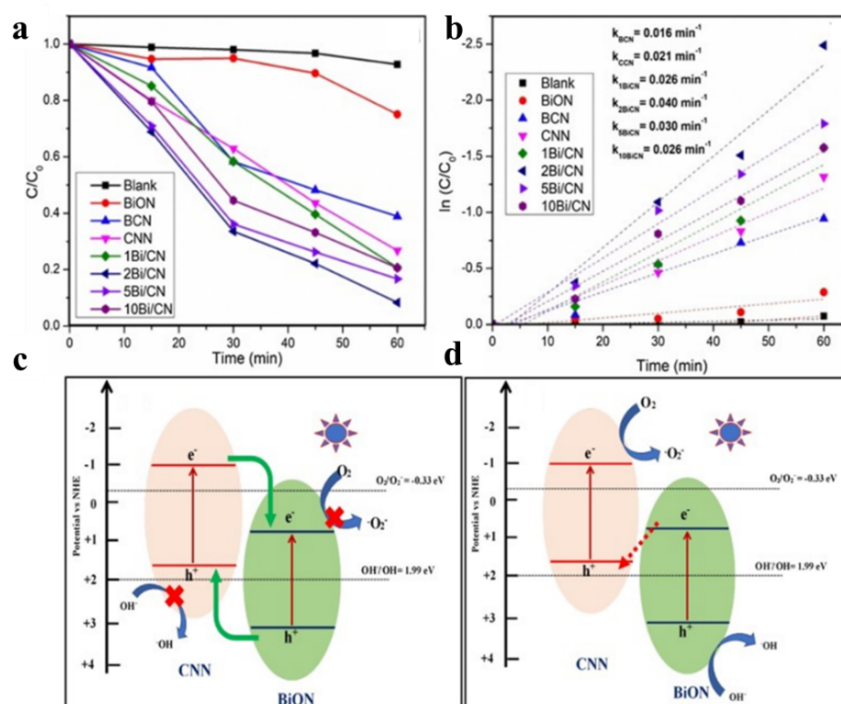 a
1.0
0.8
0.6
0.4
0.2
0.0
C/C₀
Blank
BiON
BCN
CNN
1Bi/CN
2Bi/CN
5Bi/CN
10Bi/CN
0 10 20 30 40 50 60
Time (min)
b
-2.5
-2.0
-1.5
-1.0
-0.5
0.0
ln (C/C₀)
k_BCN= 0.016 min⁻¹
k_CCN= 0.021 min⁻¹
k_1BiCN= 0.026 min⁻¹
k_2BiCN= 0.040 min⁻¹
k_5BiCN= 0.030 min⁻¹
k_10BiCN= 0.026 min⁻¹
Blank
BiON
BCN
CNN
1Bi/CN
2Bi/CN
5Bi/CN
10Bi/CN
0 10 20 30 40 50 60
Time (min)
c
Potential vs NHE
-2
-1
0
+1
+2
+3
+4
e⁻
h⁺
O₂
O₂/O₂⁻ = -0.33 eV
e⁻
·O₂⁻
OH⁻/OH= 1.99 eV
OH⁻
·OH
h⁺
CNN
BiON
d
Potential vs NHE
-2
-1
0
+1
+2
+3
+4
O₂
·O₂⁻
e⁻
O₂/O₂⁻ = -0.33 eV
e⁻
h⁺
OH⁻/OH= 1.99 eV
h⁺
·OH
OH⁻
CNN
BiON